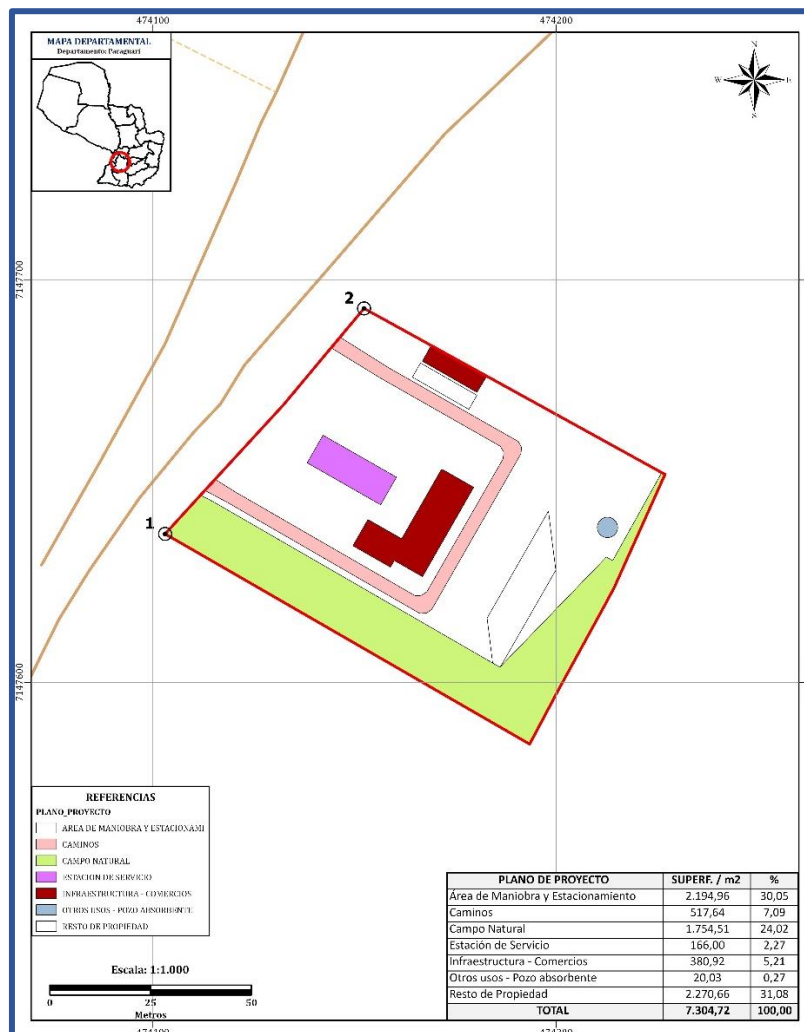 474100
474200
MAPA DEPARTAMENTAL
Departamento: Paraguarí
N
W
E
S
7147700
2
1
7147600
REFERENCIAS
PLANO_PROYECTO
AREA DE MANIOBRA Y ESTACIONAMI
CAMINOS
CAMPO NATURAL
ESTACION DE SERVICIO
INFRAESTRUCTURA - COMERCIOS
OTROS USOS - POZO ABSORBENTE
RESTO DE PROPIEDAD
Escala: 1:1.000
0 25 50
Metros
PLANO DE PROYECTO SUPERF. / m2 %
Área de Maniobra y Estacionamiento 2.194,96 30,05
Caminos 517,64 7,09
Campo Natural 1.754,51 24,02
Estación de Servicio 166,00 2,27
Infraestructura - Comercios 380,92 5,21
Otros usos - Pozo absorbente 20,03 0,27
Resto de Propiedad 2.270,66 31,08
TOTAL 7.304,72 100,00
474100
474200